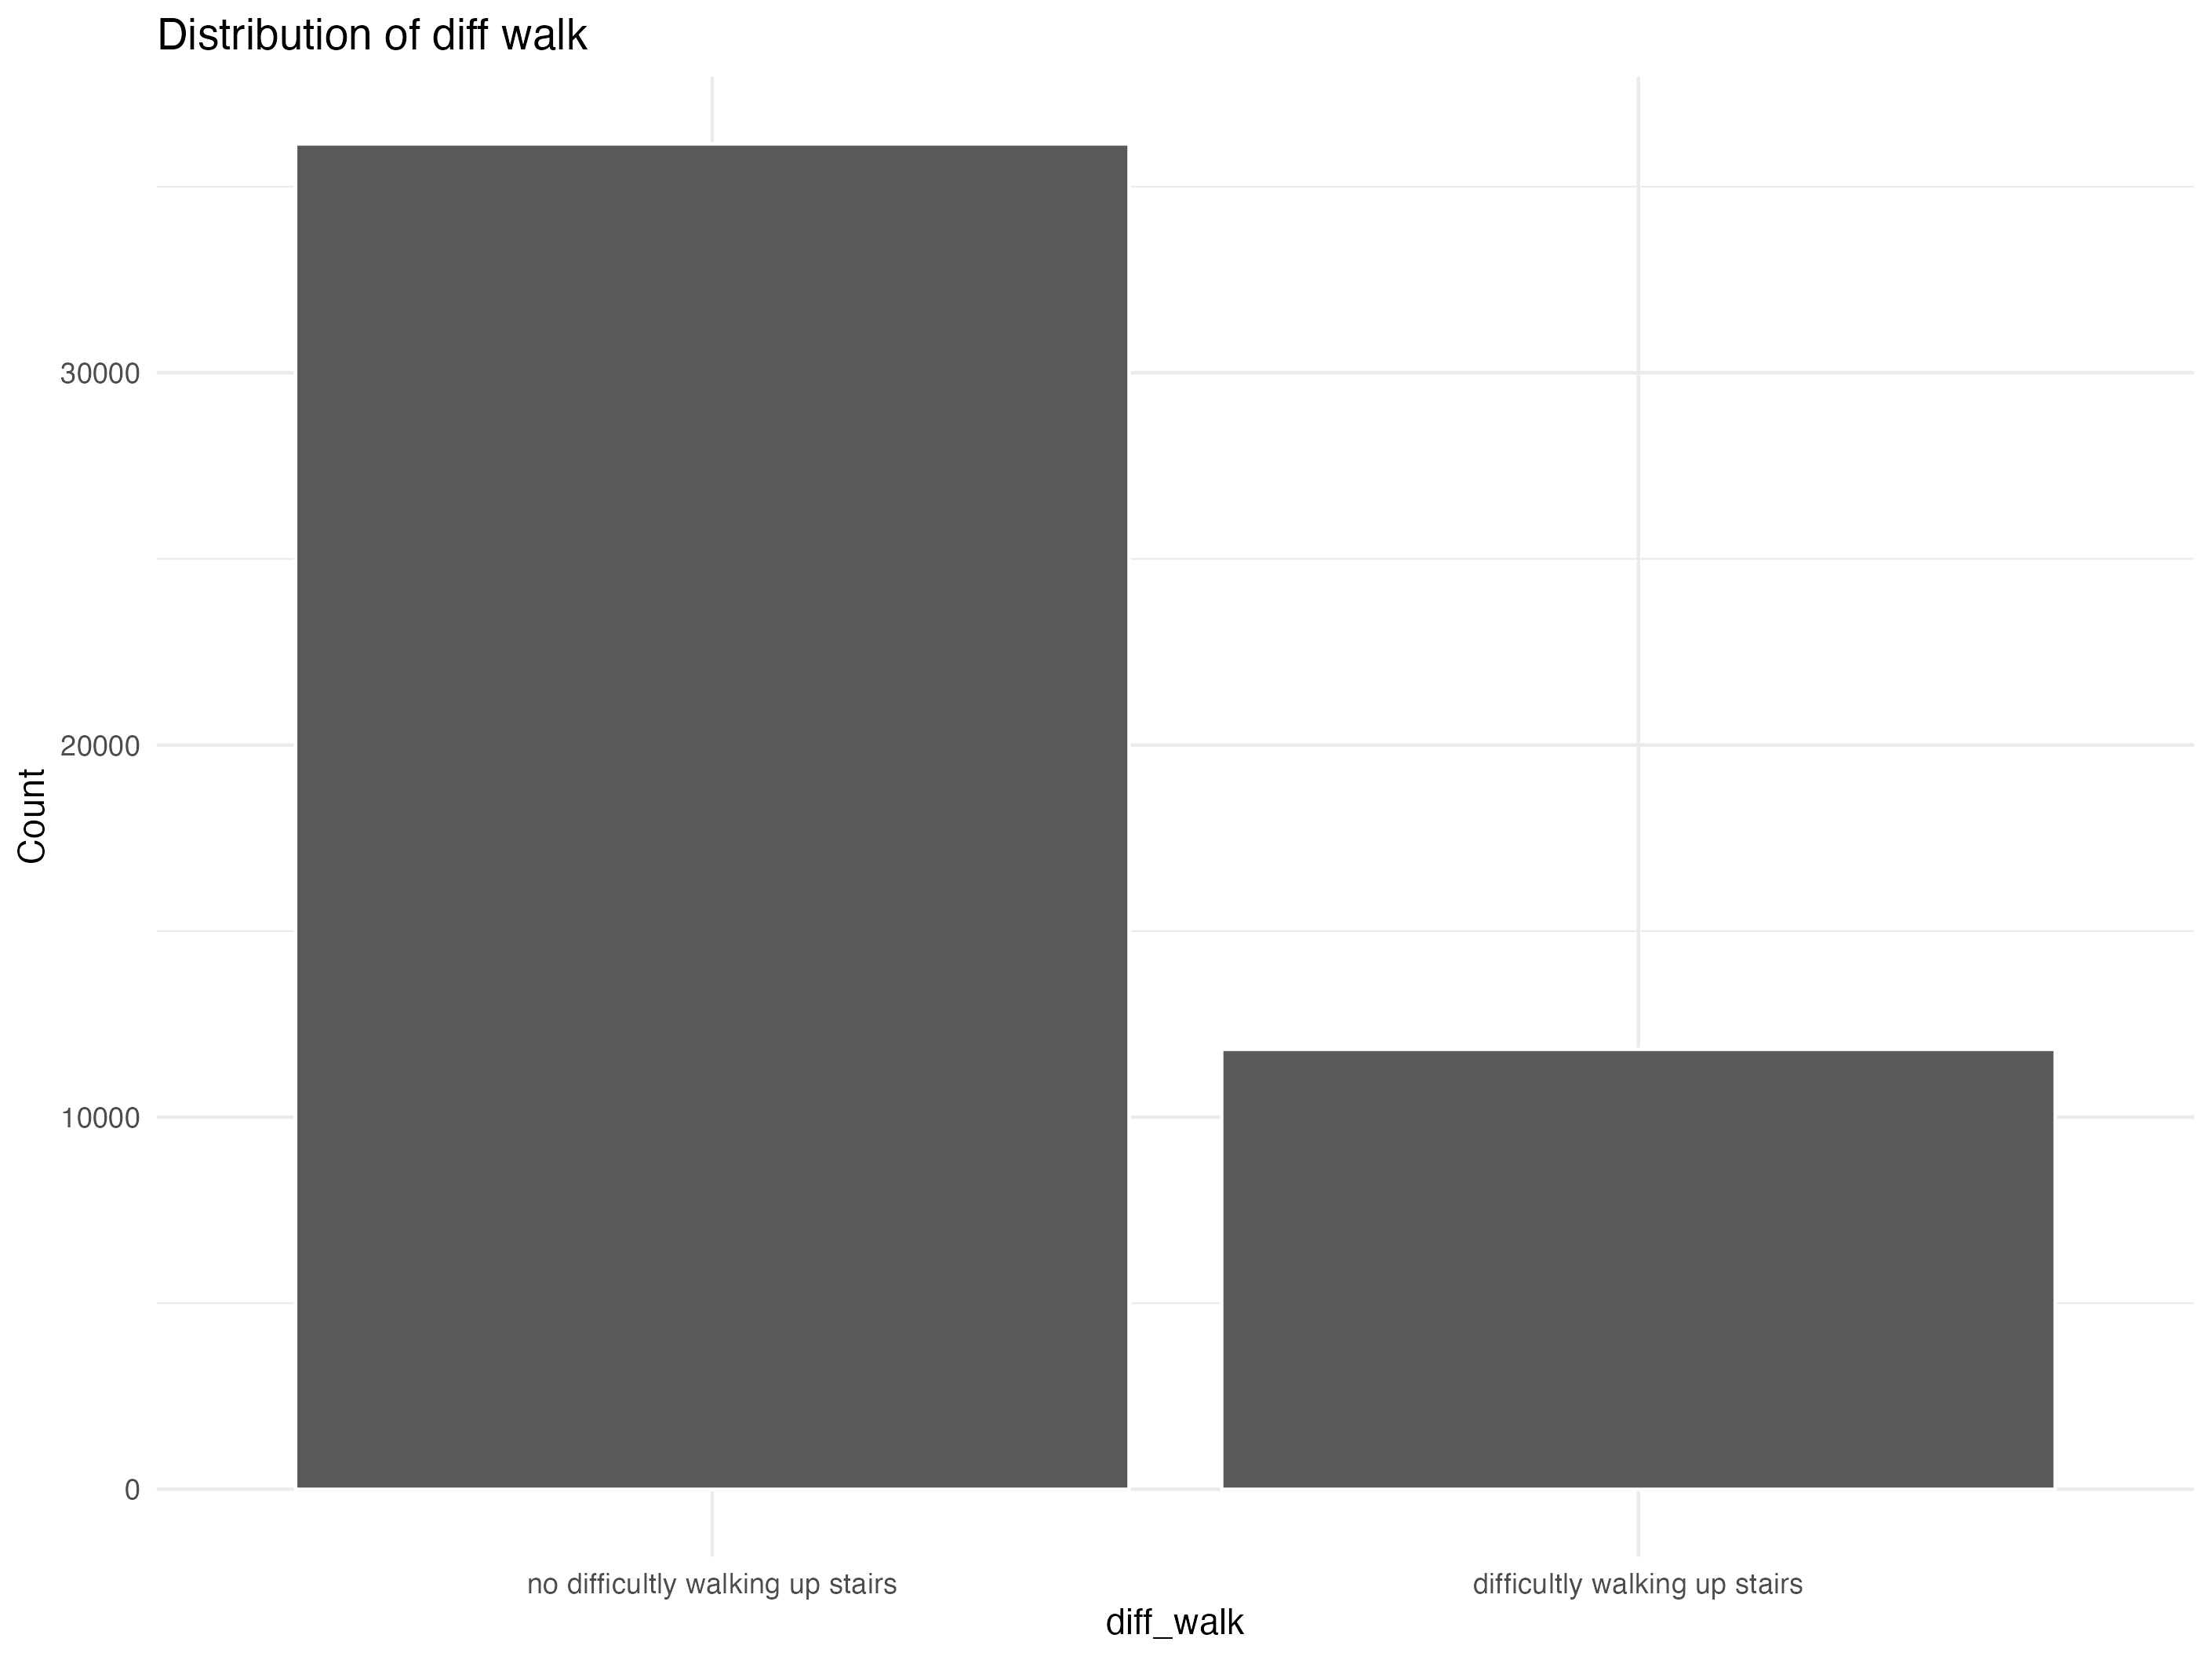 Distribution of diff walk
Count
30000
20000
10000
0
no difficultly walking up stairs
difficultly walking up stairs
diff_walk